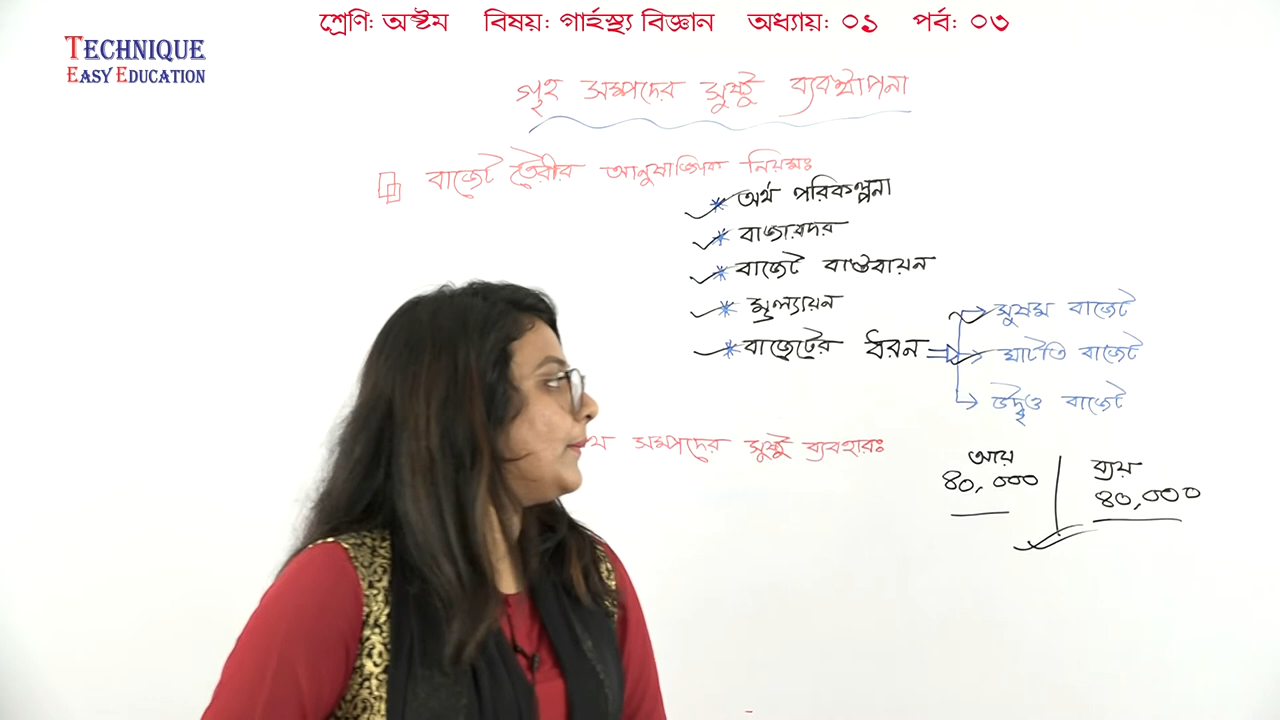 শ্রেণি: অষ্টম বিষয়: গার্হস্থ্য বিজ্ঞান অধ্যায়: ০১ পর্ব: ০৩
TECHNIQUE
EASY EDUCATION
গৃহ সম্পদের সুষ্ঠু ব্যবস্থাপনা
বাজেট তৈরীর আনুষাঙ্গিক নিয়মঃ
অর্থ পরিকল্পনা
বাজারদর
বাজেট বাস্তবায়ন
মূল্যায়ন
বাজেটের ধরন
সুষম বাজেট
ঘাটতি বাজেট
উদ্বৃত্ত বাজেট
সম্পদের সুষ্ঠু ব্যবহারঃ
আয় ব্যয়
৪০,০০০ ৪০,০০০